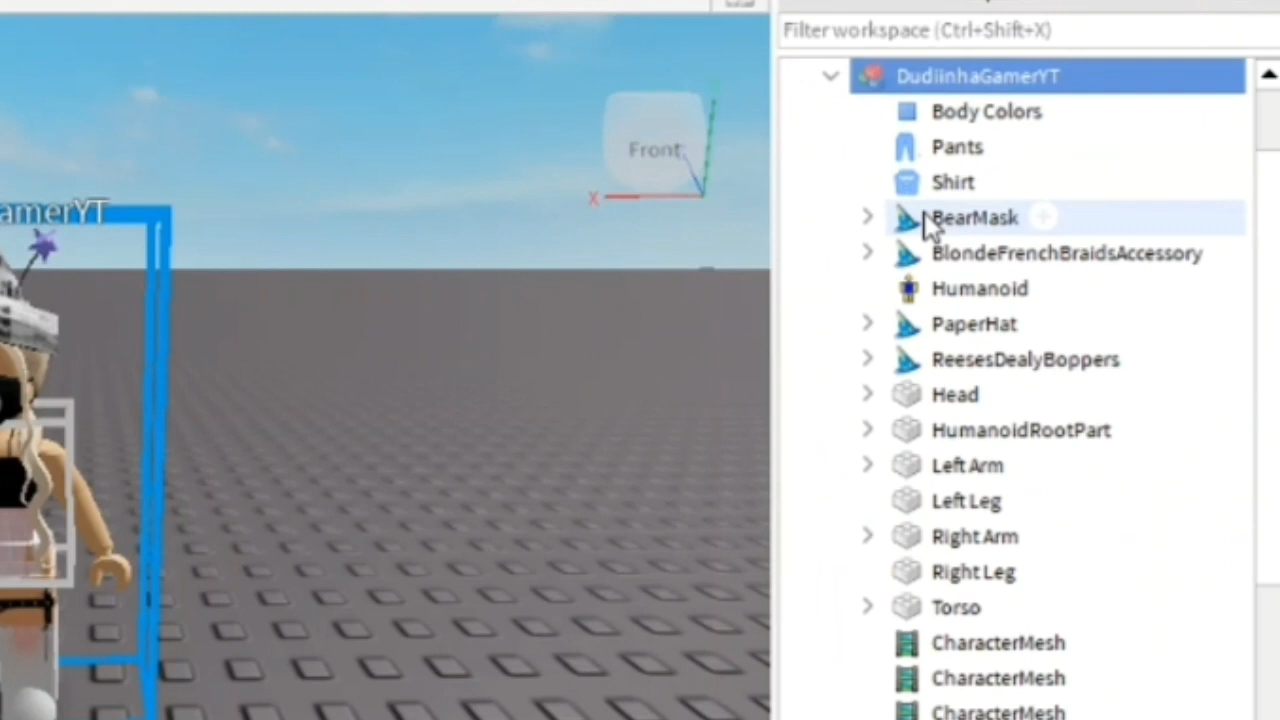 Filter workspace (Ctrl+Shift+X)
DudiinhaGamerYT
Body Colors
Pants
Shirt
BearMask
BlondeFrenchBraidsAccessory
Humanoid
PaperHat
ReesesDealyBoppers
Head
HumanoidRootPart
Left Arm
Left Leg
Right Arm
Right Leg
Torso
CharacterMesh
CharacterMesh
CharacterMesh
Front
X
amerYT